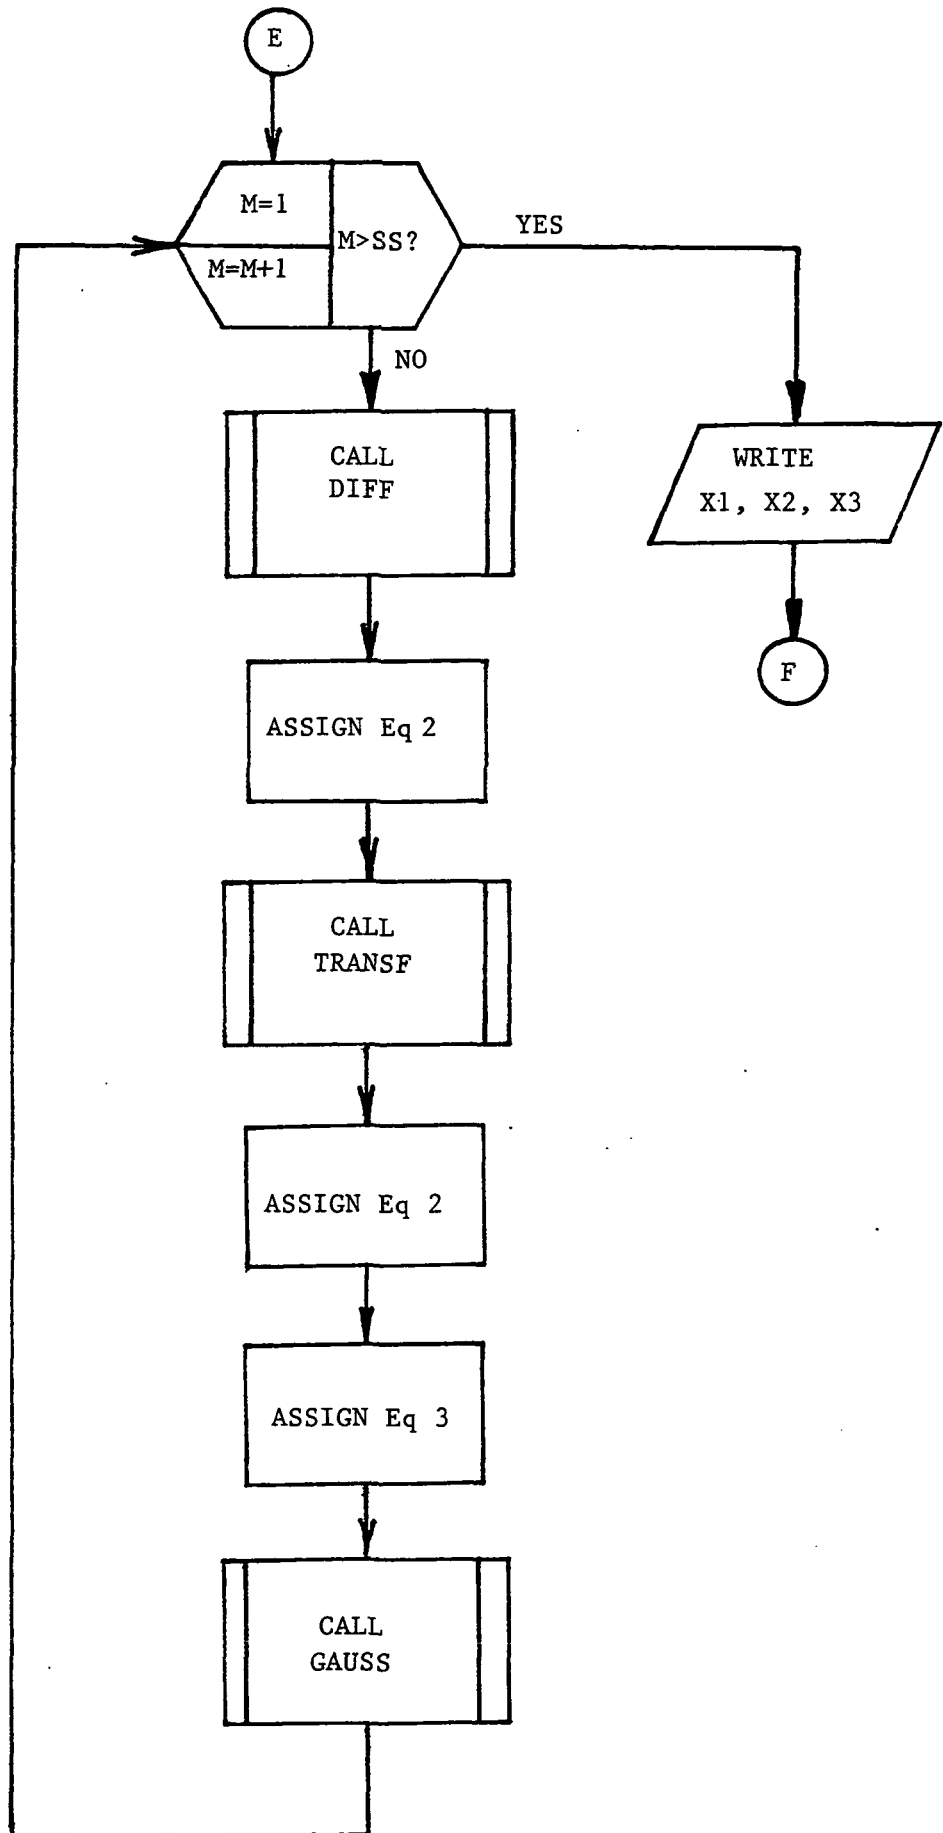 E
M=1
M=M+1
M>SS?
YES
NO
CALL
DIFF
WRITE
X1, X2, X3
F
ASSIGN Eq 2
CALL
TRANSF
ASSIGN Eq 2
ASSIGN Eq 3
CALL
GAUSS